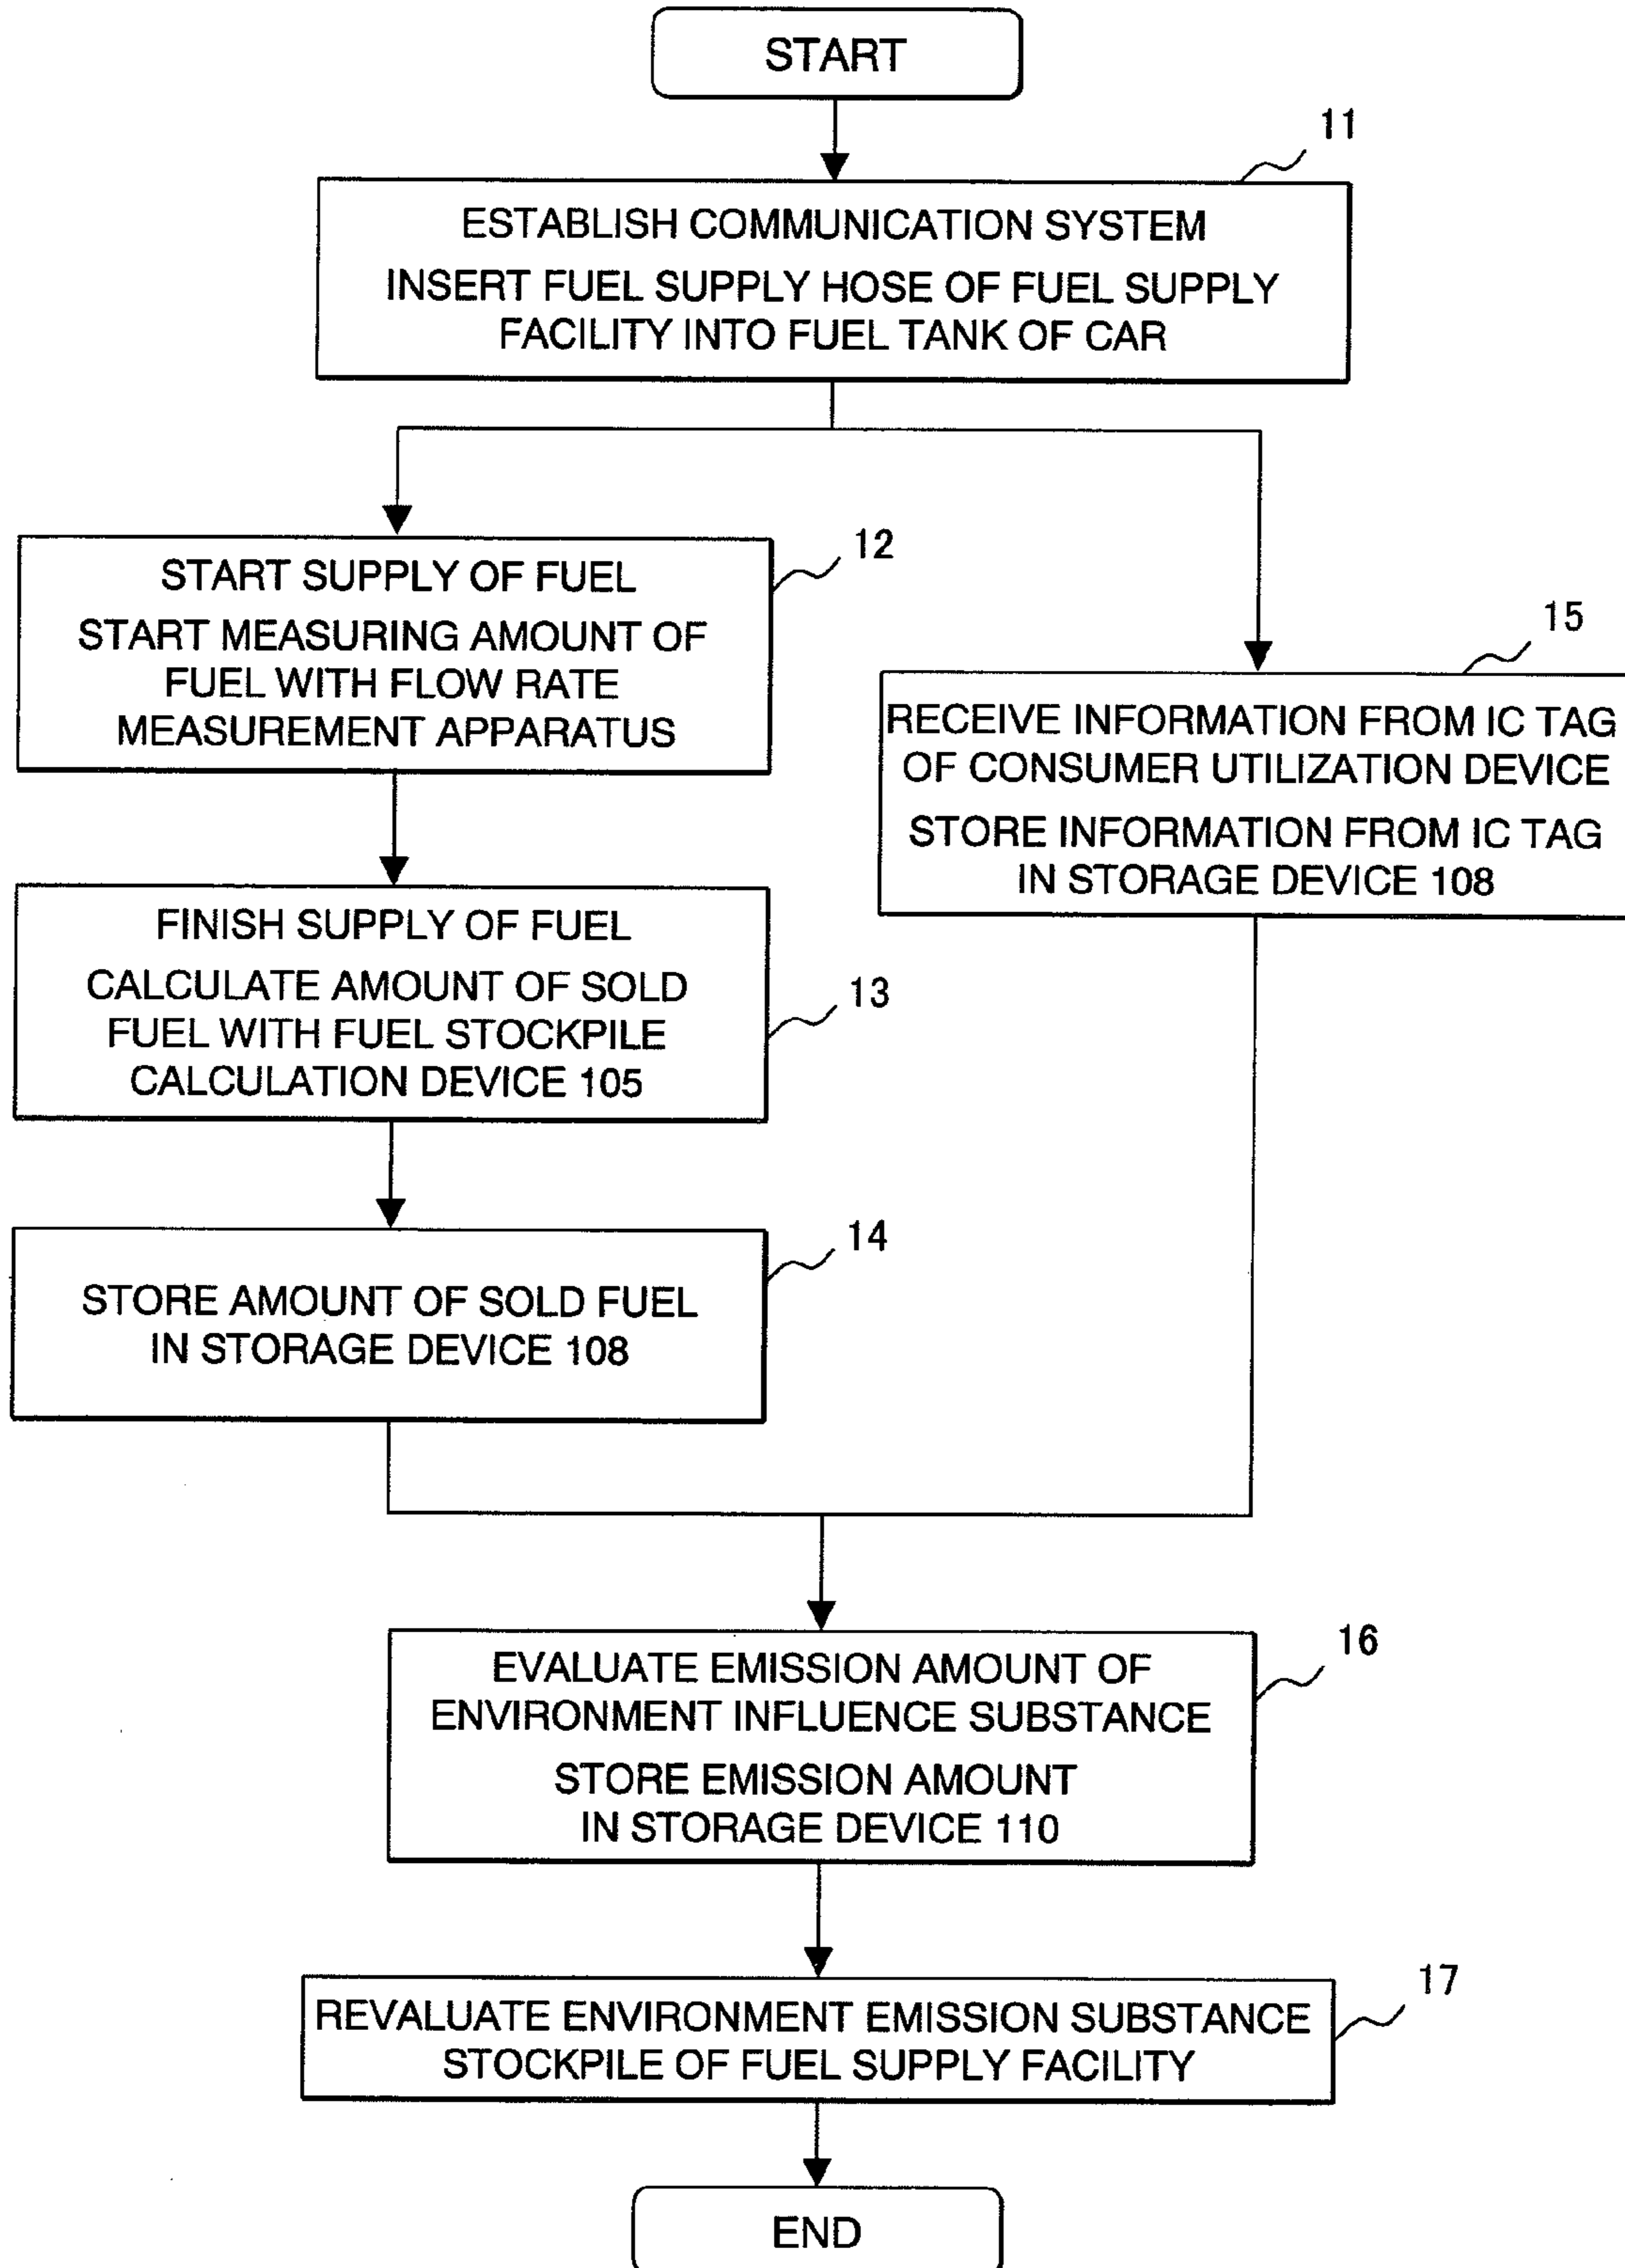 START
11
ESTABLISH COMMUNICATION SYSTEM
INSERT FUEL SUPPLY HOSE OF FUEL SUPPLY
FACILITY INTO FUEL TANK OF CAR
12
START SUPPLY OF FUEL
START MEASURING AMOUNT OF
FUEL WITH FLOW RATE
MEASUREMENT APPARATUS
15
RECEIVE INFORMATION FROM IC TAG
OF CONSUMER UTILIZATION DEVICE
STORE INFORMATION FROM IC TAG
IN STORAGE DEVICE 108
13
FINISH SUPPLY OF FUEL
CALCULATE AMOUNT OF SOLD
FUEL WITH FUEL STOCKPILE
CALCULATION DEVICE 105
14
STORE AMOUNT OF SOLD FUEL
IN STORAGE DEVICE 108
16
EVALUATE EMISSION AMOUNT OF
ENVIRONMENT INFLUENCE SUBSTANCE
STORE EMISSION AMOUNT
IN STORAGE DEVICE 110
17
REVALUATE ENVIRONMENT EMISSION SUBSTANCE
STOCKPILE OF FUEL SUPPLY FACILITY
END